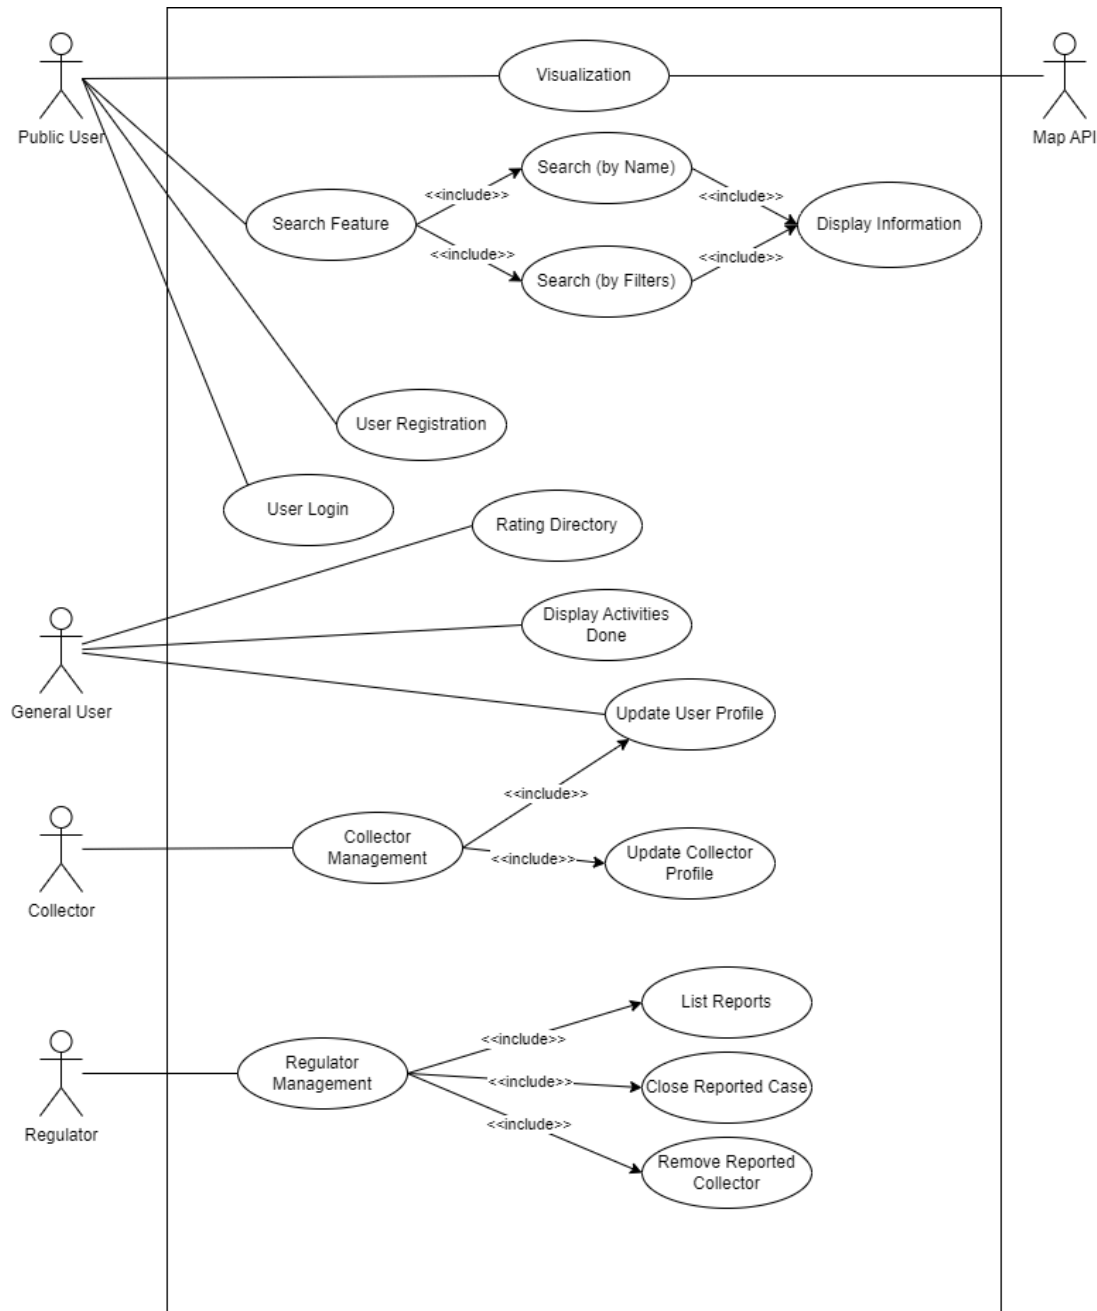 Visualization
Public User
Map API
Search (by Name)
<<include>>
<<include>>
Search Feature
Display Information
<<include>>
<<include>>
Search (by Filters)
User Registration
User Login
Rating Directory
Display Activities
Done
General User
Update User Profile
<<include>>
Collector
Management
<<include>>
Update Collector
Profile
Collector
List Reports
<<include>>
Regulator
Management
<<include>>
Close Reported Case
<<include>>
Regulator
Remove Reported
Collector